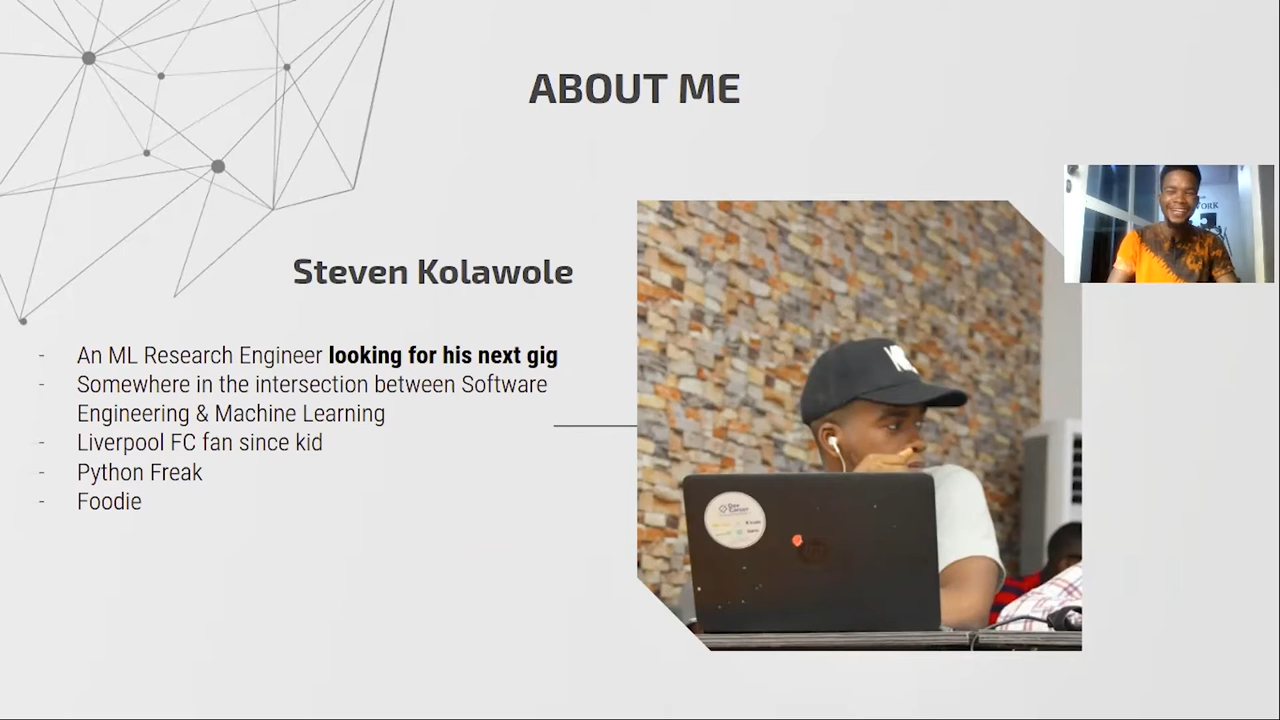 ABOUT ME
Steven Kolawole
- An ML Research Engineer looking for his next gig
- Somewhere in the intersection between Software
Engineering & Machine Learning
- Liverpool FC fan since kid
- Python Freak
- Foodie